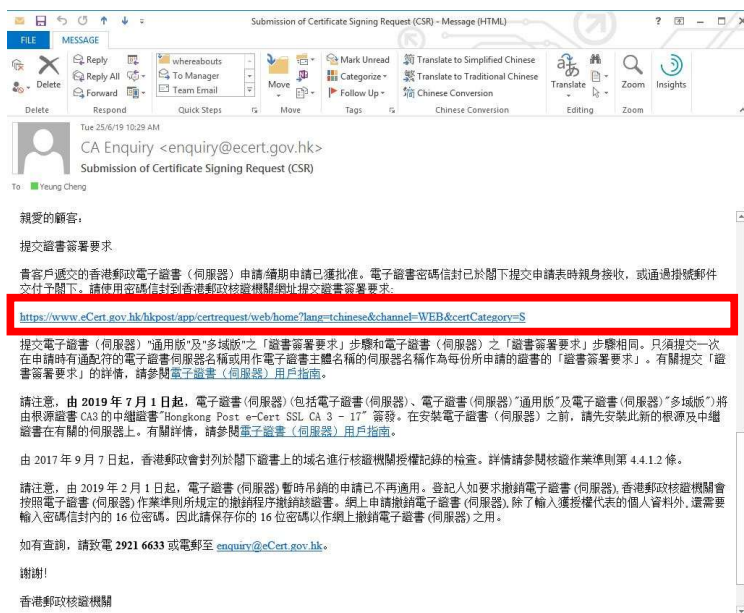 Submission of Certificate Signing Request (CSR) - Message (HTML)
FILE MESSAGE
Delete
Reply
Reply All
Forward
whereabouts
To Manager
Team Email
Move
Mark Unread
Categorize
Follow Up
Translate to Simplified Chinese
Translate to Traditional Chinese
Chinese Conversion
Translate
Zoom
Insights
Delete Respond Quick Steps Move Tags Chinese Conversion Editing Zoom
Tue 25/6/19 10:29 AM
CA Enquiry <enquiry@ecert.gov.hk>
Submission of Certificate Signing Request (CSR)
To Yeung Cheng
親愛的顧客：
提交證書簽署要求
貴客戶遞交的香港郵政電子證書（伺服器）申請/續期申請已獲批准。電子證書密碼信封已於閣下提交申請表時親身接收，或通過掛號郵件
交付予閣下。請使用密碼信封到香港郵政核證機關網址提交證書簽署要求:
https://www.eCert.gov.hk/hkpost/app/certrequest/web/home?lang=tchinese&channel=WEB&certCategory=S
提交電子證書（伺服器）"通用版"及"多域版"之「證書簽署要求」步驟和電子證書（伺服器）之「證書簽署要求」步驟相同。只須提交一次
在申請時有通配符的電子證書伺服器名稱或用作電子證書主體名稱的伺服器名稱作為每份所申請的證書的「證書簽署要求」。有關提交「證
書簽署要求」的詳情，請參閱電子證書（伺服器）用戶指南。
請注意，由 2019 年 7 月 1 日起，電子證書(伺服器)(包括電子證書(伺服器)、電子證書(伺服器)"通用版"及電子證書(伺服器)"多域版")將
由根源證書 CA3 的中繼證書"Hongkong Post e-Cert SSL CA 3 - 17" 簽發。在安裝電子證書（伺服器）之前，請先安裝此新的根源及中繼
證書在有關的伺服器上。有關詳情，請參閱電子證書（伺服器）用戶指南。
由 2017 年 9 月 7 日起，香港郵政會對列於閣下證書上的域名進行核證機關授權記錄的檢查。詳情請參閱核證作業準則第 4.4.1.2 條。
請注意，由 2019 年 2 月 1 日起，電子證書 (伺服器) 暫時吊銷的申請已不再適用。登記人如要求撤銷電子證書 (伺服器), 香港郵政核證機關會
按照電子證書 (伺服器) 作業準則所規定的撤銷程序撤銷該證書。網上申請撤銷電子證書 (伺服器), 除了輸入獲授權代表的個人資料外, 還需要
輸入密碼信封內的 16 位密碼。因此請保存你的 16 位密碼以作網上撤銷電子證書 (伺服器) 之用。
如有查詢，請致電 2921 6633 或電郵至 enquiry@eCert.gov.hk。
謝謝!
香港郵政核證機關